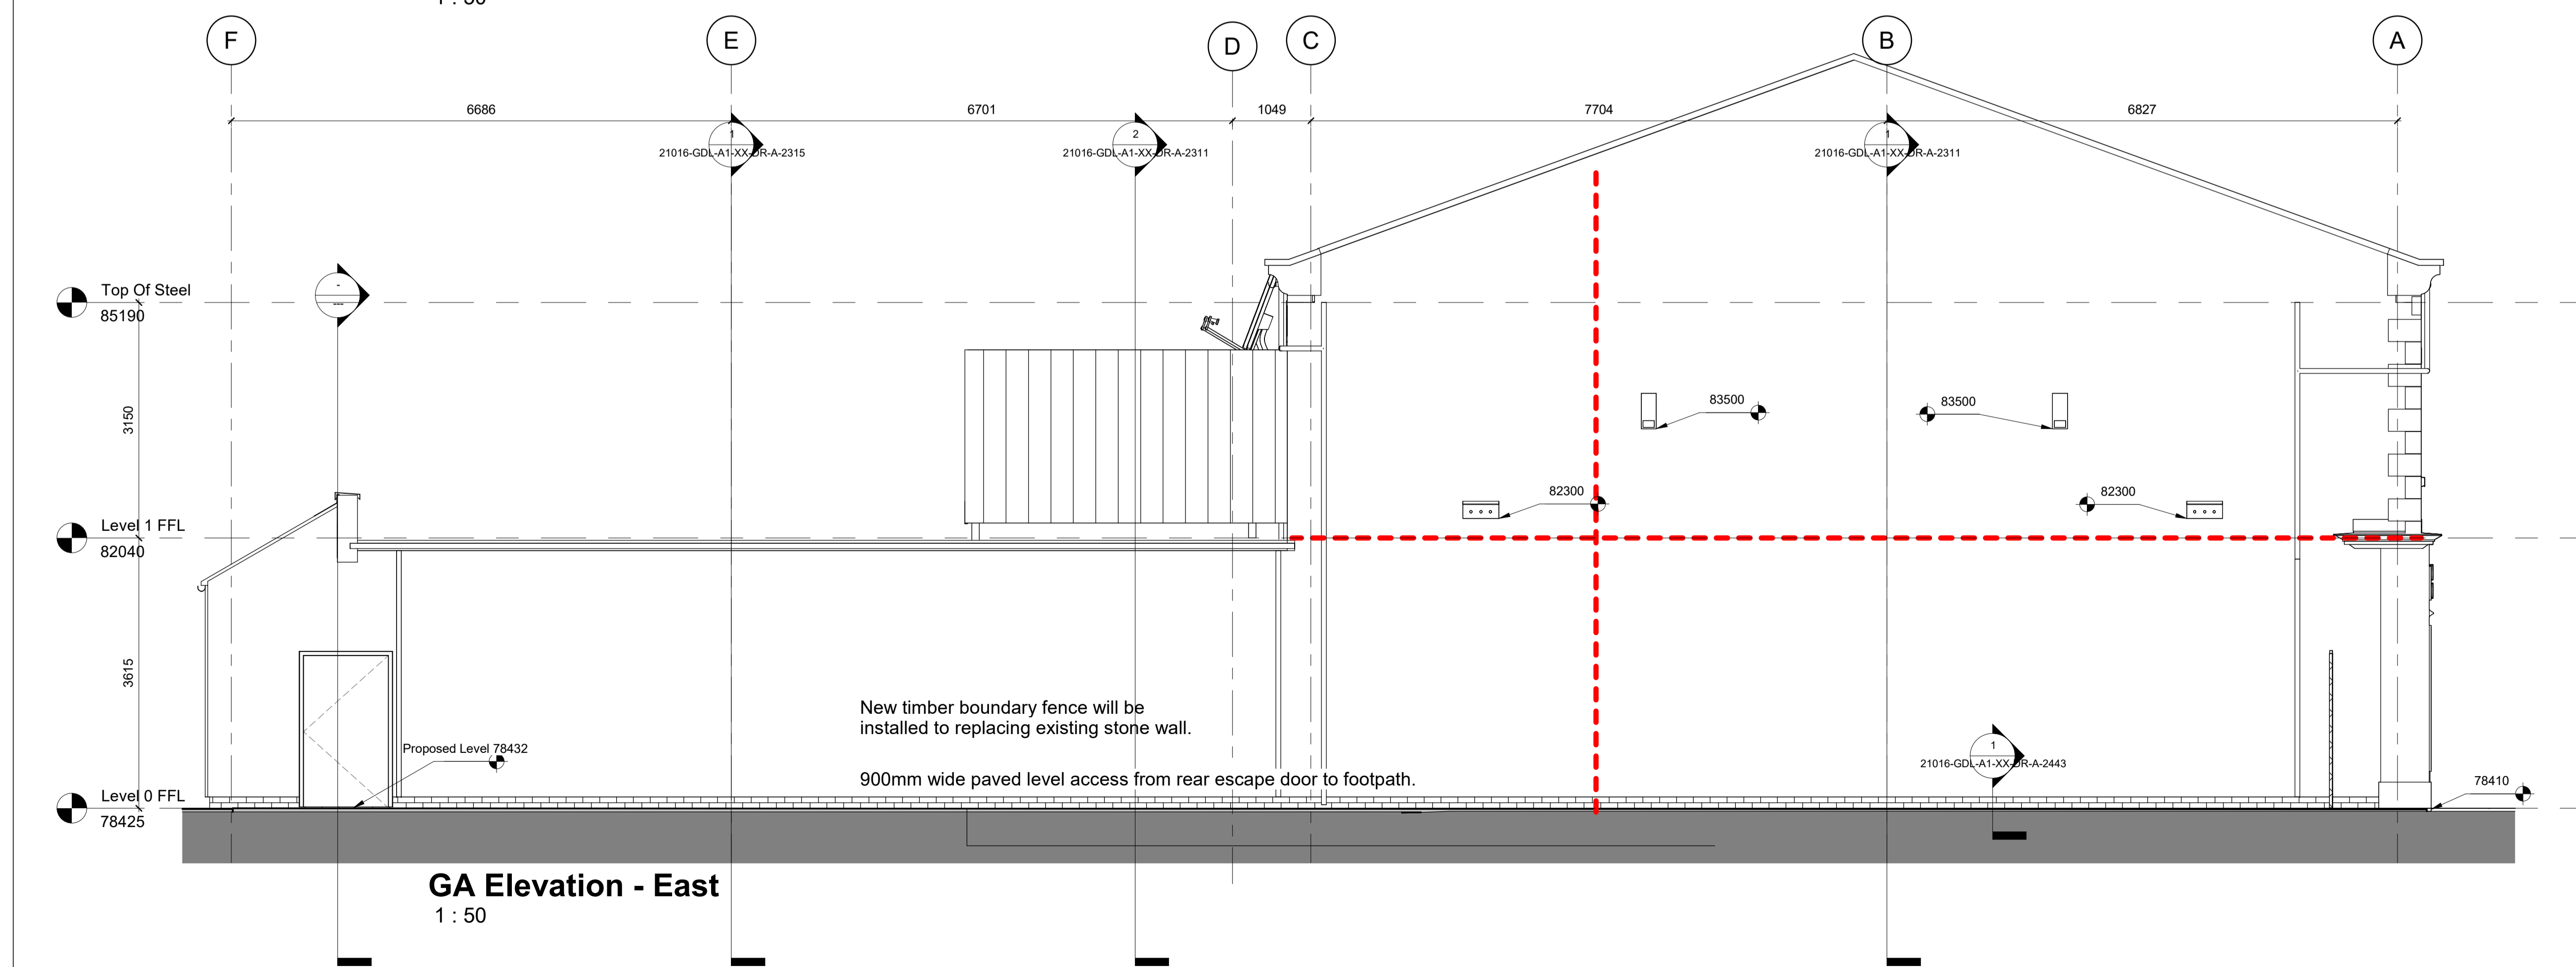 1 : 50
F
E
D
C
B
A
6686
6701
1049
7704
6827
1
21016-GDL-A1-XX-DR-A-2315
2
21016-GDL-A1-XX-DR-A-2311
1
21016-GDL-A1-XX-DR-A-2311
Top Of Steel
85190
-
---
3150
83500
83500
82300
82300
Level 1 FFL
82040
3615
New timber boundary fence will be
installed to replacing existing stone wall.
Proposed Level 78432
1
21016-GDL-A1-XX-DR-A-2443
900mm wide paved level access from rear escape door to footpath.
78410
Level 0 FFL
78425
GA Elevation - East
1 : 50